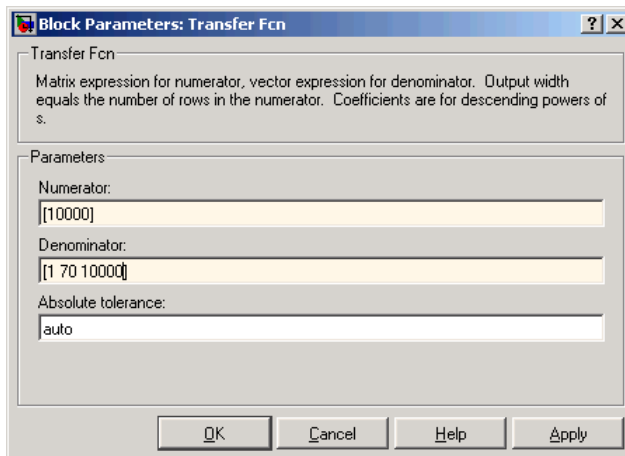 Block Parameters: Transfer Fcn
Transfer Fcn
Matrix expression for numerator, vector expression for denominator.  Output width
equals the number of rows in the numerator.  Coefficients are for descending powers of
s.
Parameters
Numerator:
[10000]
Denominator:
[1 70 10000]
Absolute tolerance:
auto
OK Cancel Help Apply